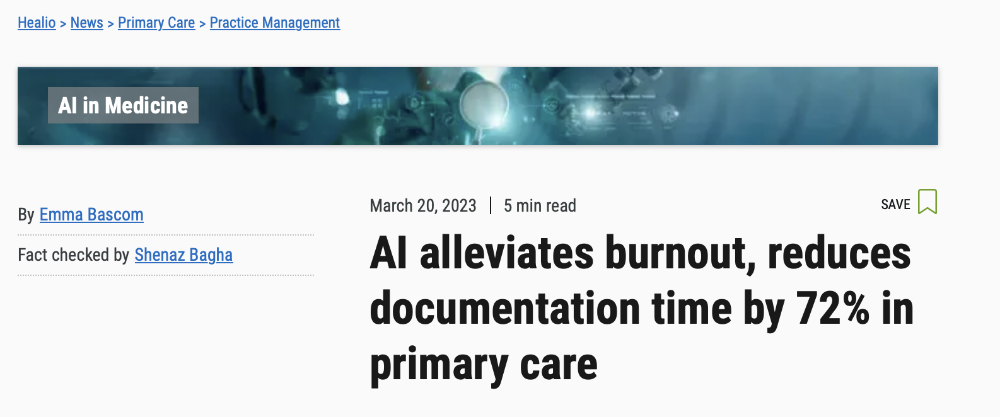 Healio > News > Primary Care > Practice Management
AI in Medicine
By Emma Bascom
Fact checked by Shenaz Bagha
March 20, 2023 | 5 min read
SAVE
AI alleviates burnout, reduces
documentation time by 72% in
primary care